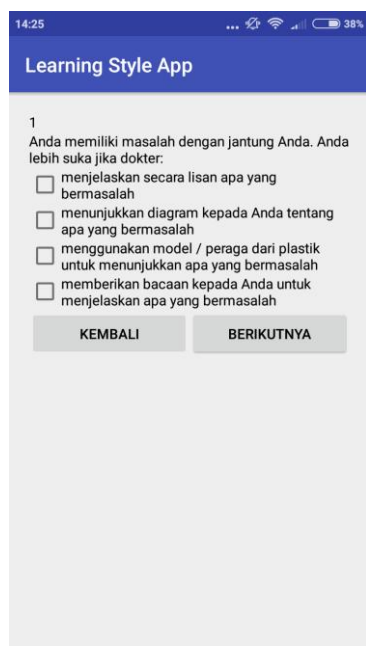 14:25
... 38%
Learning Style App
1
Anda memiliki masalah dengan jantung Anda. Anda
lebih suka jika dokter:
menjelaskan secara lisan apa yang
bermasalah
menunjukkan diagram kepada Anda tentang
apa yang bermasalah
menggunakan model / peraga dari plastik
untuk menunjukkan apa yang bermasalah
memberikan bacaan kepada Anda untuk
menjelaskan apa yang bermasalah
KEMBALI
BERIKUTNYA